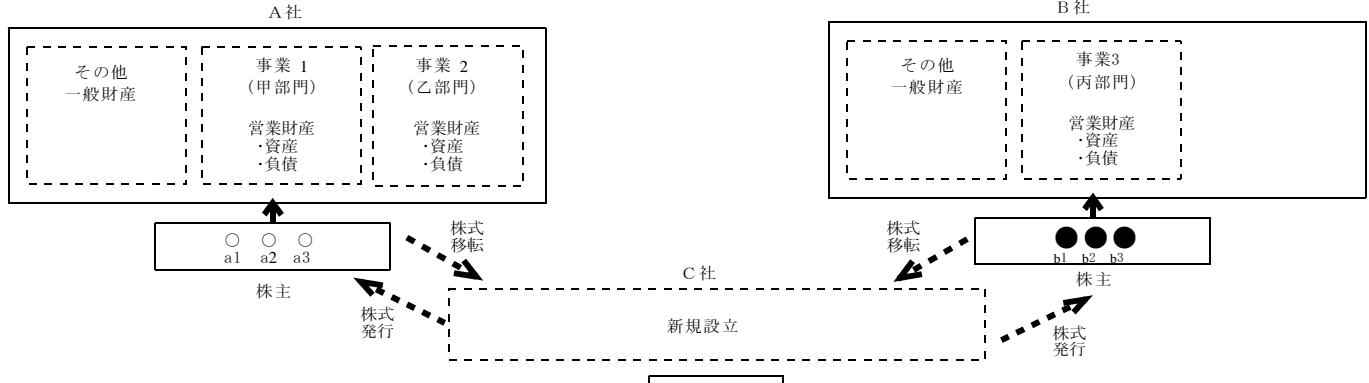 A社
その他
一般財産
事業 1
(甲部門)
営業財産
・資産
・負債
事業 2
(乙部門)
営業財産
・資産
・負債
○ ○ ○
a1 a2 a3
株主
株式
移転
株式
発行
B社
その他
一般財産
事業3
(丙部門)
営業財産
・資産
・負債
●●●
b1 b2 b3
株主
株式
移転
株式
発行
C社
新規設立